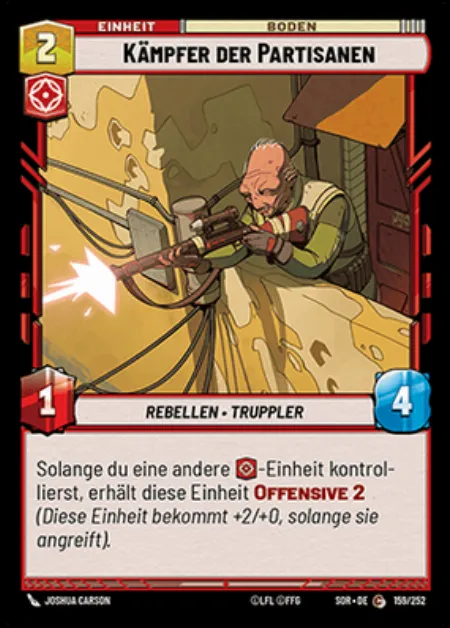 2
EINHEIT
BODEN
KÄMPFER DER PARTISANEN
1
REBELLEN • TRUPPLER
4
Solange du eine andere -Einheit kontrol-
lierst, erhält diese Einheit OFFENSIVE 2
(Diese Einheit bekommt +2/+0, solange sie
angreift).
JOSHUA CARSON
©LFL ©FFG
SOR • DE C 159/252